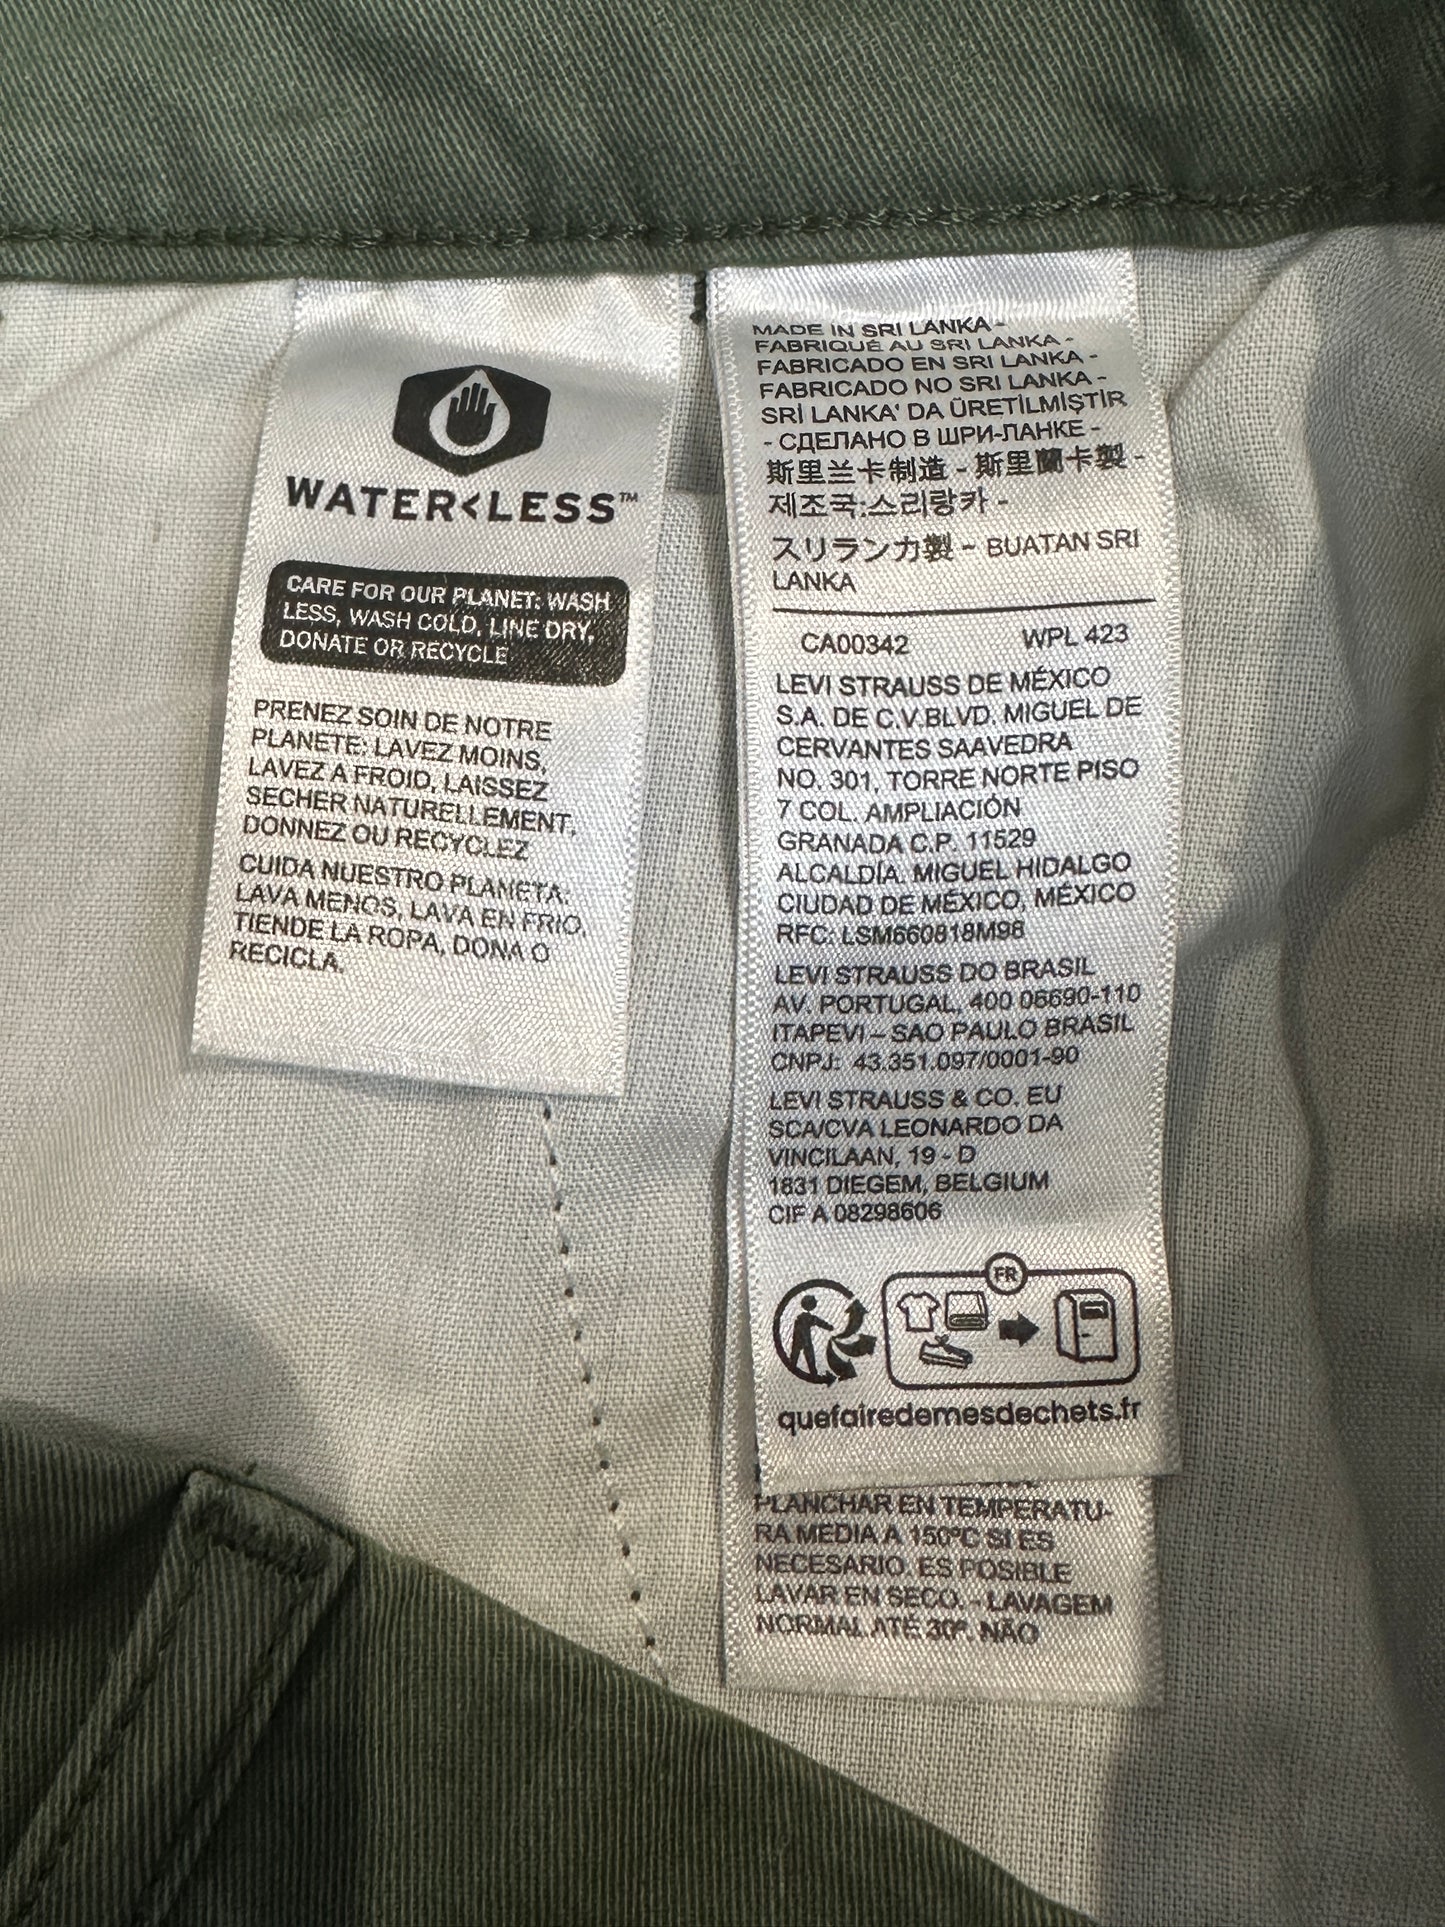 WATER<LESS™
CARE FOR OUR PLANET: WASH
LESS, WASH COLD, LINE DRY,
DONATE OR RECYCLE
PRENEZ SOIN DE NOTRE
PLANETE: LAVEZ MOINS,
LAVEZ A FROID, LAISSEZ
SECHER NATURELLEMENT,
DONNEZ OU RECYCLEZ
CUIDA NUESTRO PLANETA:
LAVA MENOS, LAVA EN FRIO,
TIENDE LA ROPA, DONA O
RECICLA.
MADE IN SRI LANKA -
FABRIQUÉ AU SRI LANKA -
FABRICADO EN SRI LANKA -
FABRICADO NO SRI LANKA -
SRİ LANKA' DA ÜRETİLMİŞTİR
- СДЕЛАНО В ШРИ-ЛАНКЕ -
斯里兰卡制造 - 斯里蘭卡製 -
제조국:스리랑카 -
スリランカ製 - BUATAN SRI
LANKA
CA00342 WPL 423
LEVI STRAUSS DE MÉXICO
S.A. DE C.V.BLVD. MIGUEL DE
CERVANTES SAAVEDRA
NO. 301, TORRE NORTE PISO
7 COL. AMPLIACIÓN
GRANADA C.P. 11529
ALCALDÍA. MIGUEL HIDALGO
CIUDAD DE MÉXICO, MÉXICO
RFC: LSM660818M98
LEVI STRAUSS DO BRASIL
AV. PORTUGAL, 400 06690-110
ITAPEVI – SAO PAULO BRASIL
CNPJ: 43.351.097/0001-90
LEVI STRAUSS & CO. EU
SCA/CVA LEONARDO DA
VINCILAAN, 19 - D
1831 DIEGEM, BELGIUM
CIF A 08298606
FR
quefairedemesdechets.fr
PLANCHAR EN TEMPERATU-
RA MEDIA A 150ºC SI ES
NECESARIO. ES POSIBLE
LAVAR EN SECO. - LAVAGEM
NORMAL ATÉ 30º. NÃO